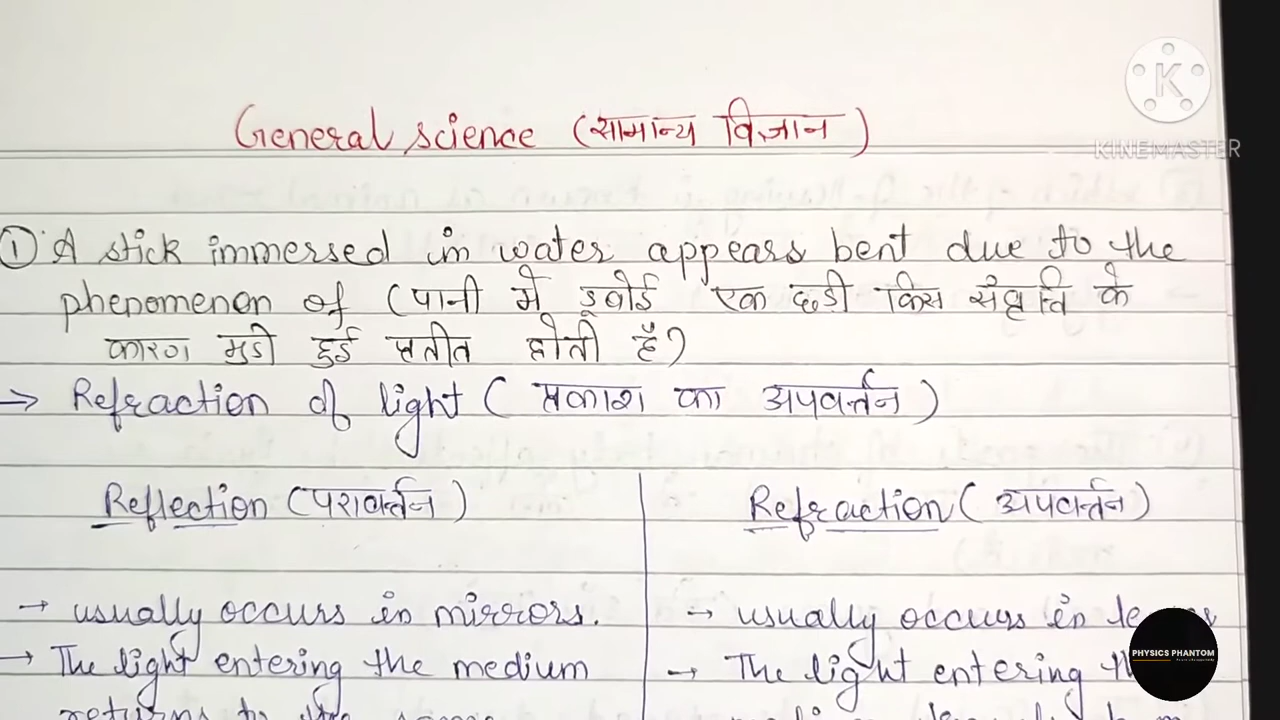 General science (सामान्य विज्ञान)
KINEMASTER
① A stick immersed in water appears bent due to the
phenomenon of (पानी में डूबोई एक छड़ी किस संवृत्ति के
कारण मुडी हुई प्रतीत होती है)
→ Refraction of light (प्रकाश का अपवर्त्तन)
Reflection (परावर्त्तन)
Refraction (अपवर्त्तन)
→ usually occurs in mirrors.
→ usually occurs in
→ The light entering the medium
→ The light entering
PHYSICS PHANTOM